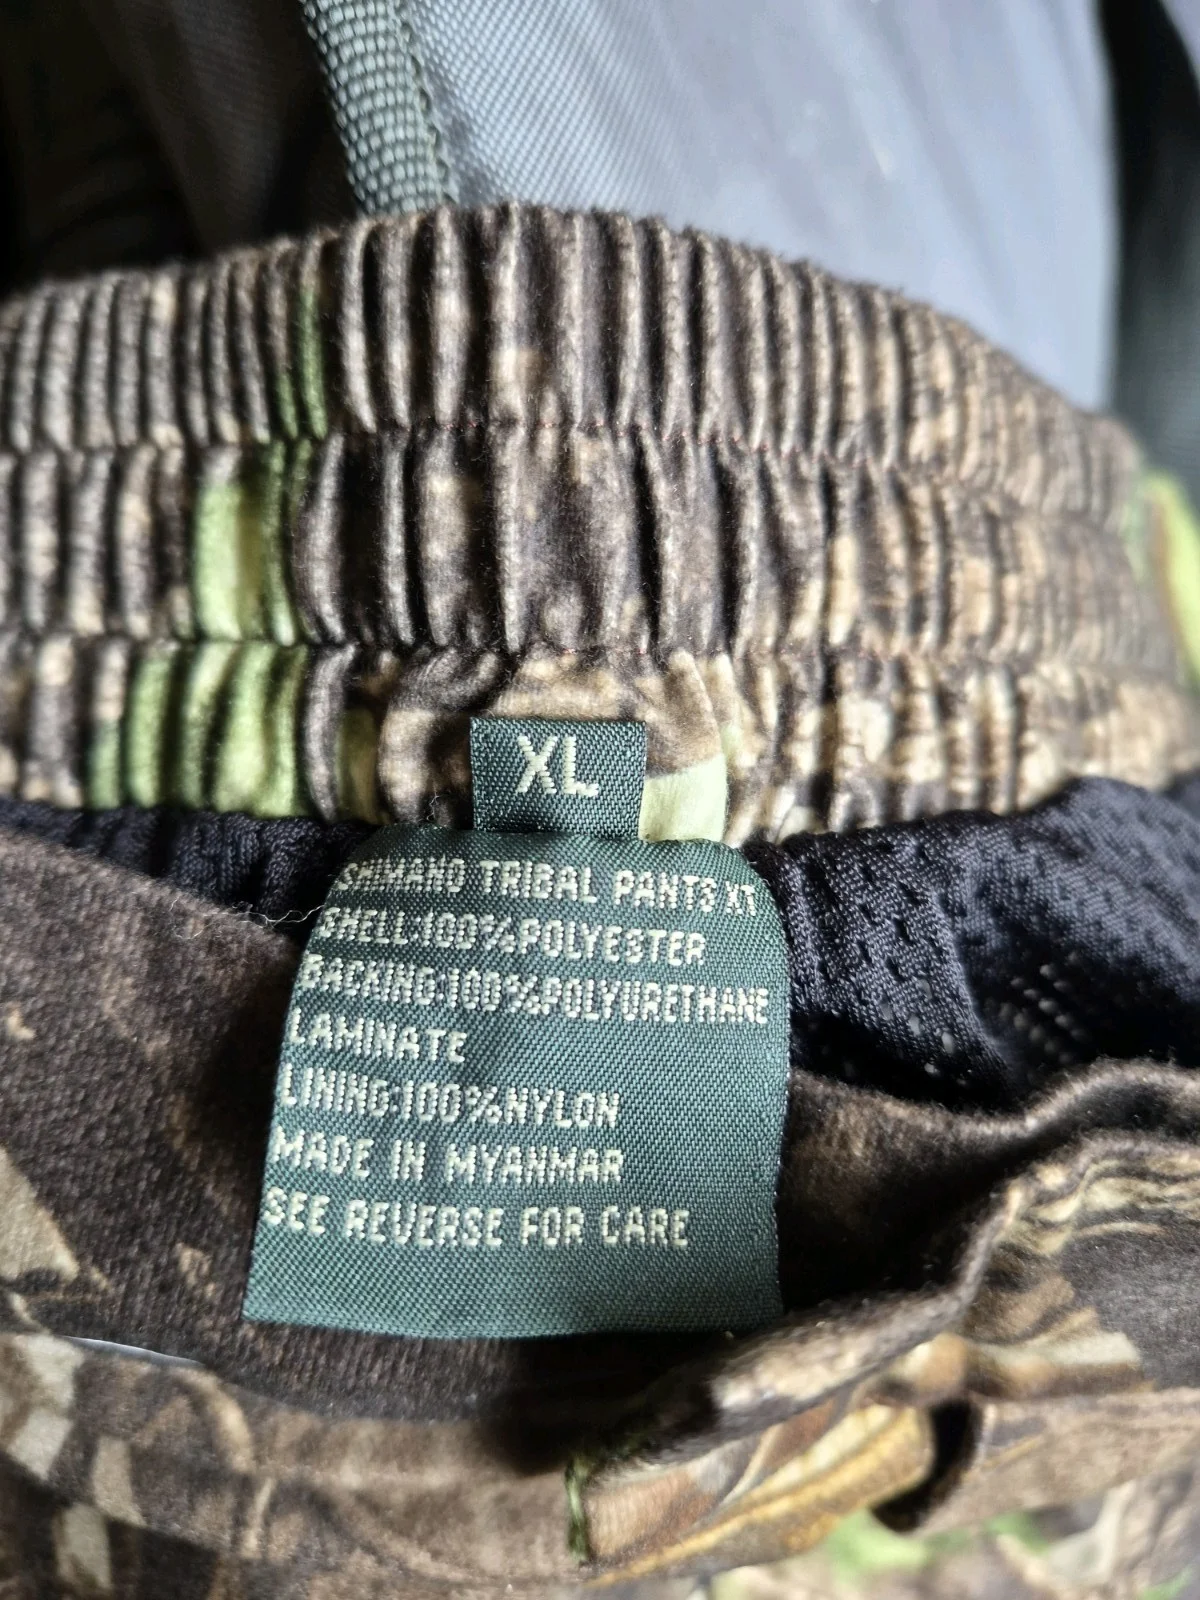 XL
SHIMANO TRIBAL PANTS XT
SHELL:100%POLYESTER
BACKING:100%POLYURETHANE
LAMINATE
LINING:100%NYLON
MADE IN MYANMAR
SEE REVERSE FOR CARE